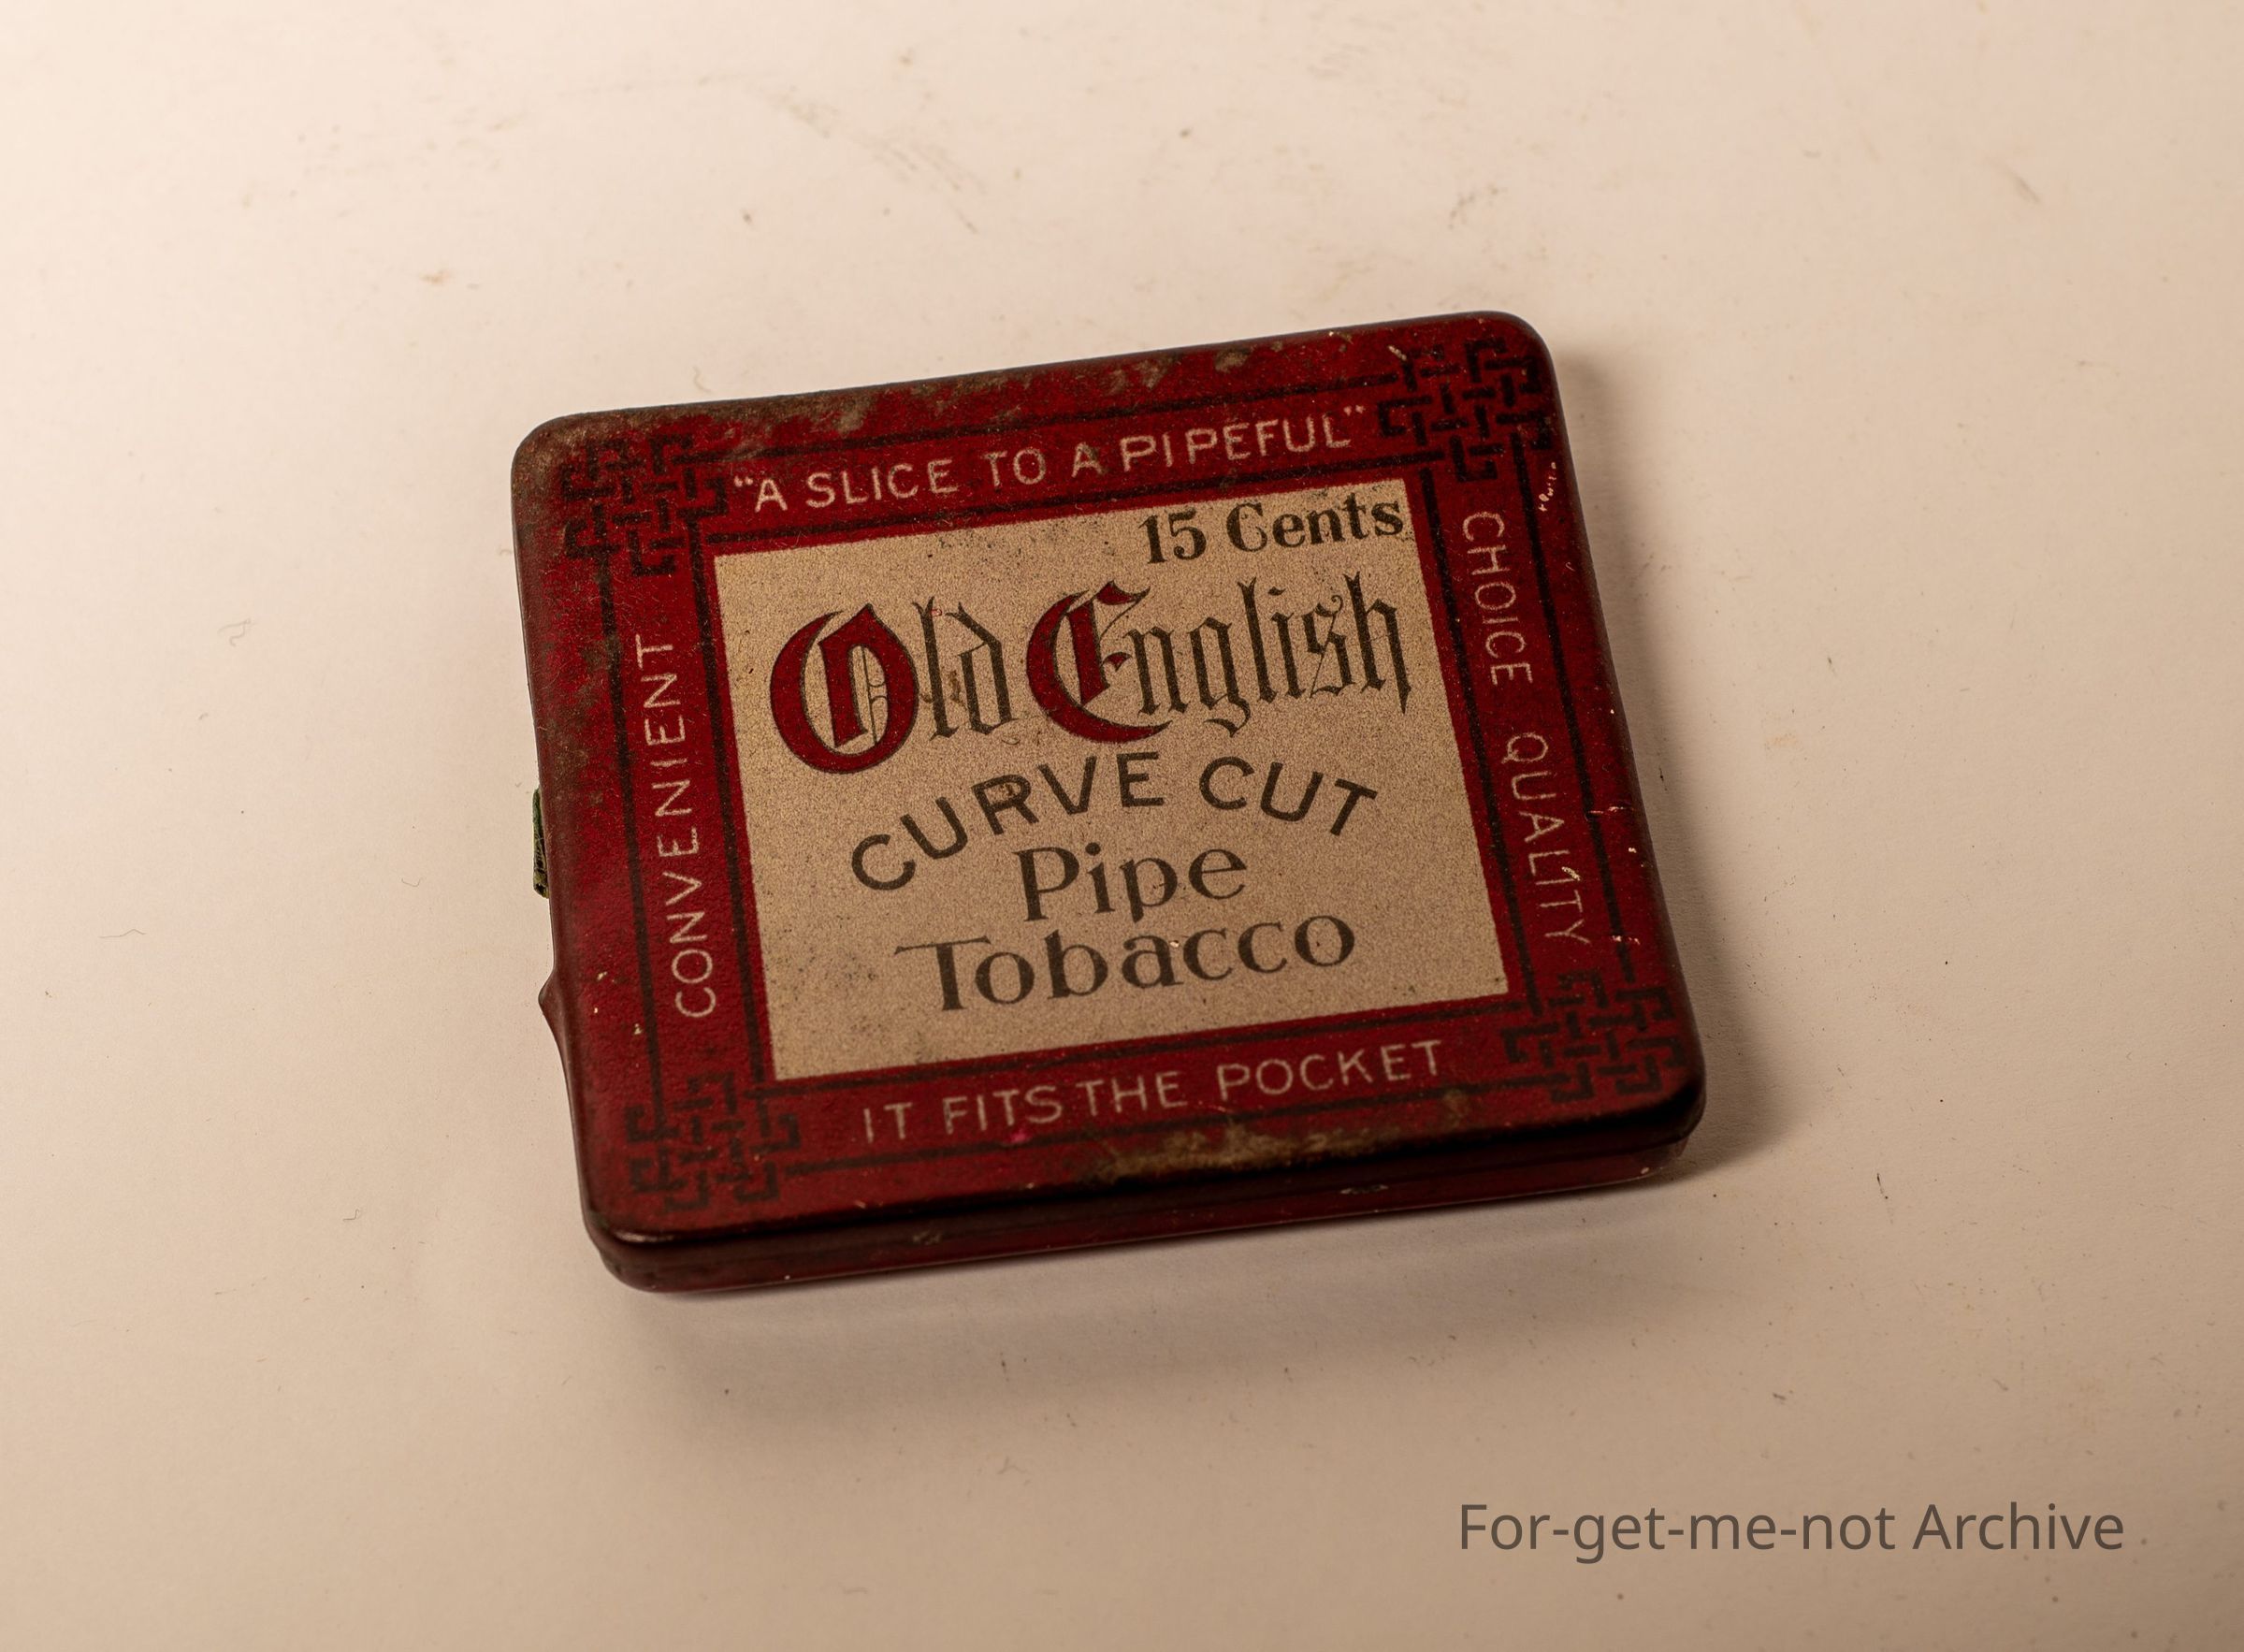 "A SLICE TO A PIPEFUL"
15 Cents
Old English
CURVE CUT
Pipe
Tobacco
CONVENIENT
CHOICE QUALITY
IT FITS THE POCKET
For-get-me-not Archive